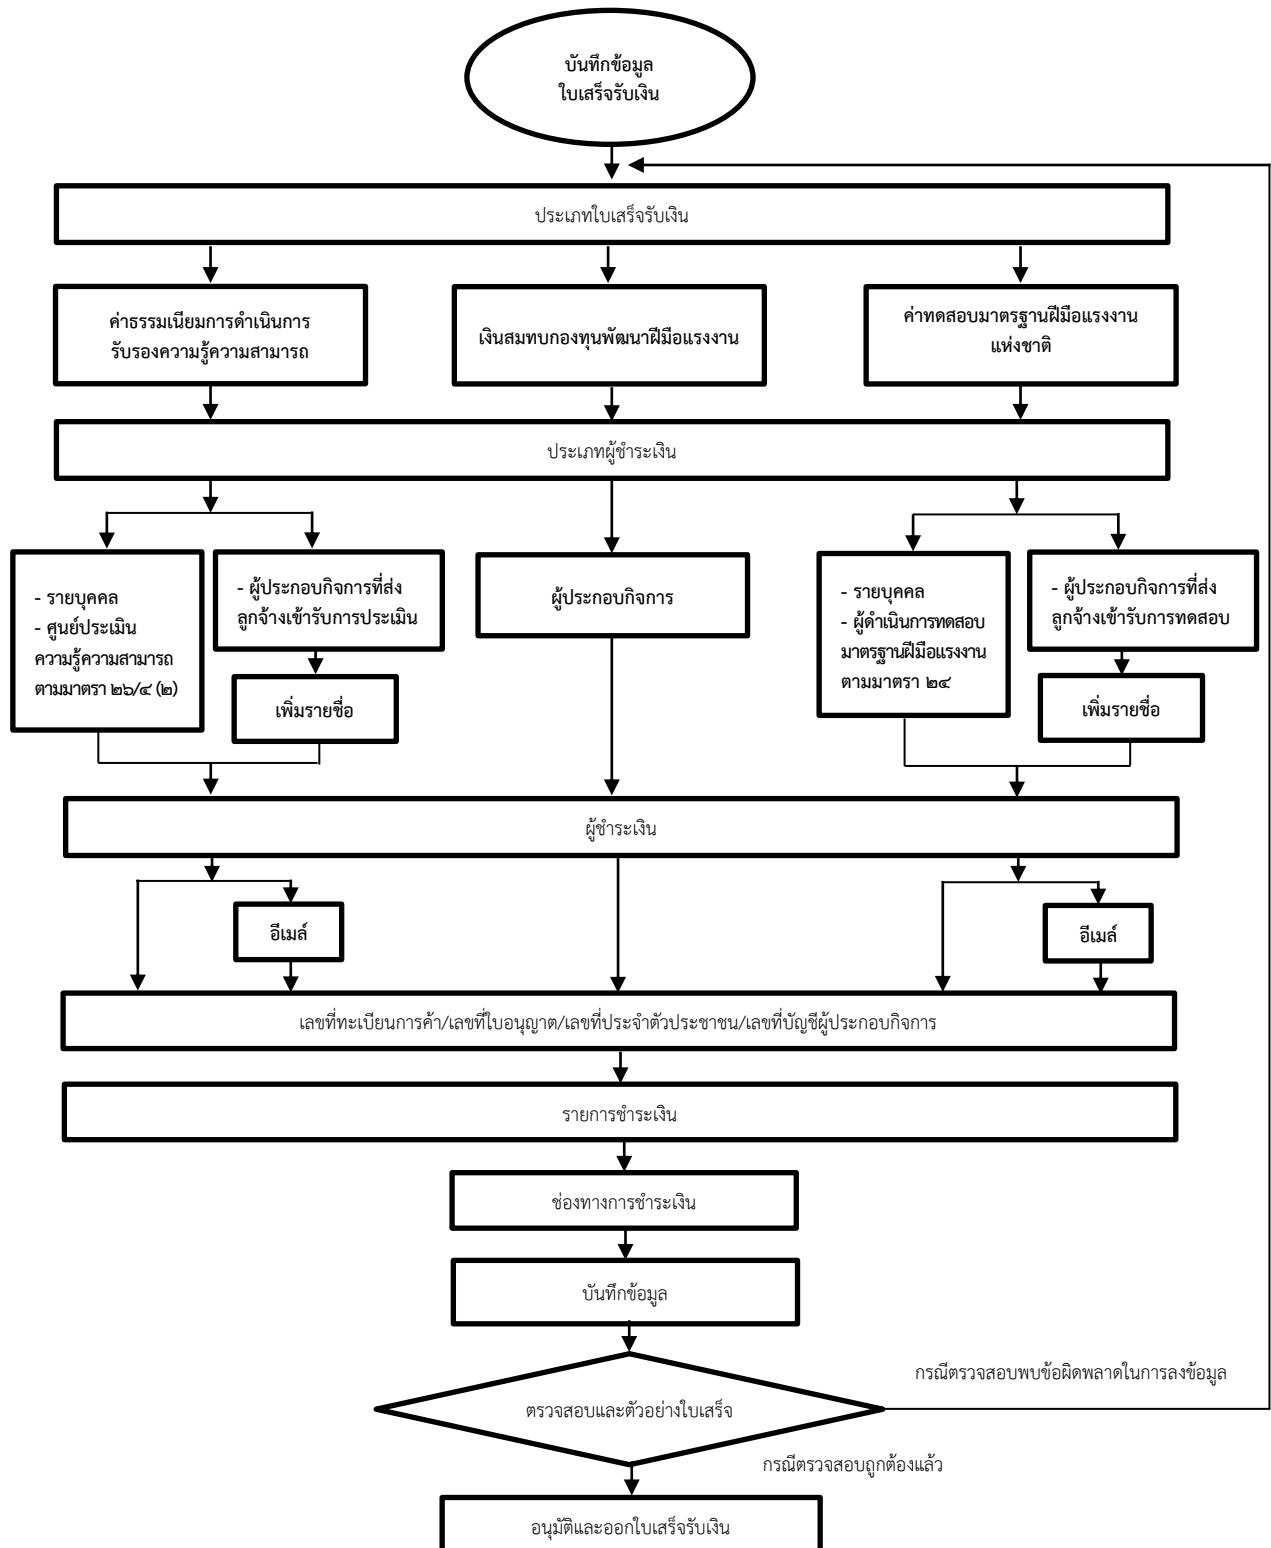 บันทึกข้อมูล
ใบเสร็จรับเงิน
ประเภทใบเสร็จรับเงิน
ค่าธรรมเนียมการดำเนินการ
รับรองความรู้ความสามารถ
เงินสมทบกองทุนพัฒนาฝีมือแรงงาน
ค่าทดสอบมาตรฐานฝีมือแรงงาน
แห่งชาติ
ประเภทผู้ชำระเงิน
- รายบุคคล
- ศูนย์ประเมิน
ความรู้ความสามารถ
ตามมาตรา ๒๖/๔ (๒)
- ผู้ประกอบกิจการที่ส่ง
ลูกจ้างเข้ารับการประเมิน
เพิ่มรายชื่อ
ผู้ประกอบกิจการ
- รายบุคคล
- ผู้ดำเนินการทดสอบ
มาตรฐานฝีมือแรงงาน
ตามมาตรา ๒๔
- ผู้ประกอบกิจการที่ส่ง
ลูกจ้างเข้ารับการทดสอบ
เพิ่มรายชื่อ
ผู้ชำระเงิน
อีเมล์
อีเมล์
เลขที่ทะเบียนการค้า/เลขที่ใบอนุญาต/เลขที่ประจำตัวประชาชน/เลขที่บัญชีผู้ประกอบกิจการ
รายการชำระเงิน
ช่องทางการชำระเงิน
บันทึกข้อมูล
กรณีตรวจสอบพบข้อผิดพลาดในการลงข้อมูล
ตรวจสอบและตัวอย่างใบเสร็จ
กรณีตรวจสอบถูกต้องแล้ว
อนุมัติและออกใบเสร็จรับเงิน